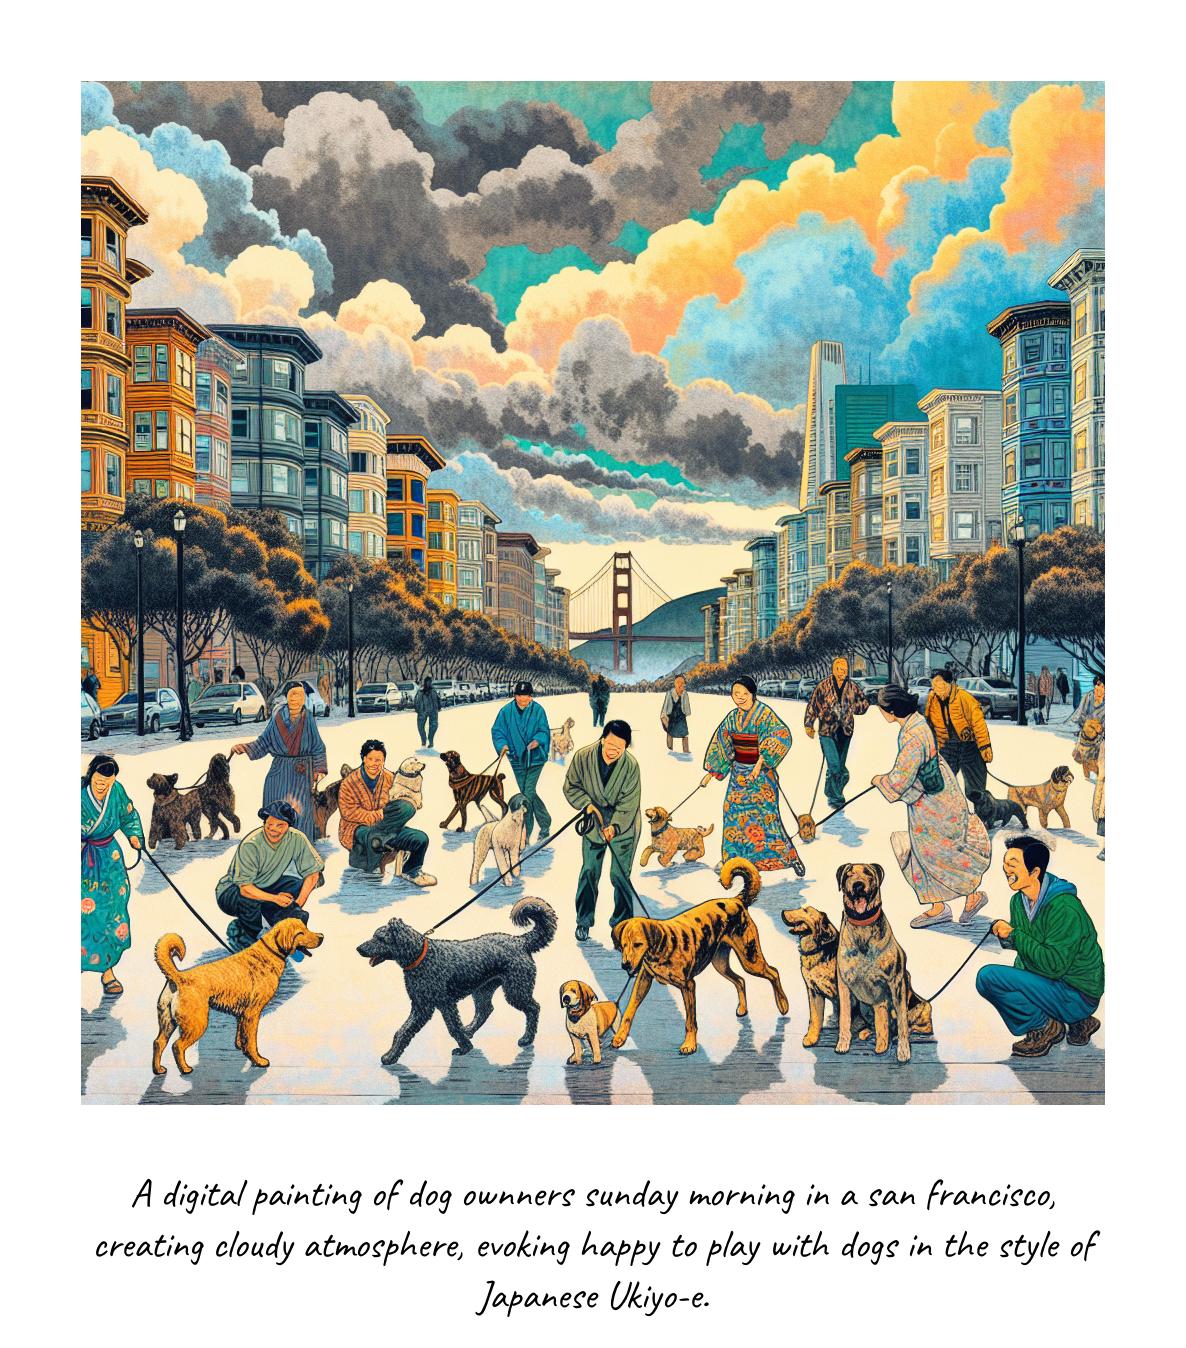 A digital painting of dog ownners sunday morning in a san francisco,
creating cloudy atmosphere, evoking happy to play with dogs in the style of
Japanese Ukiyo-e.